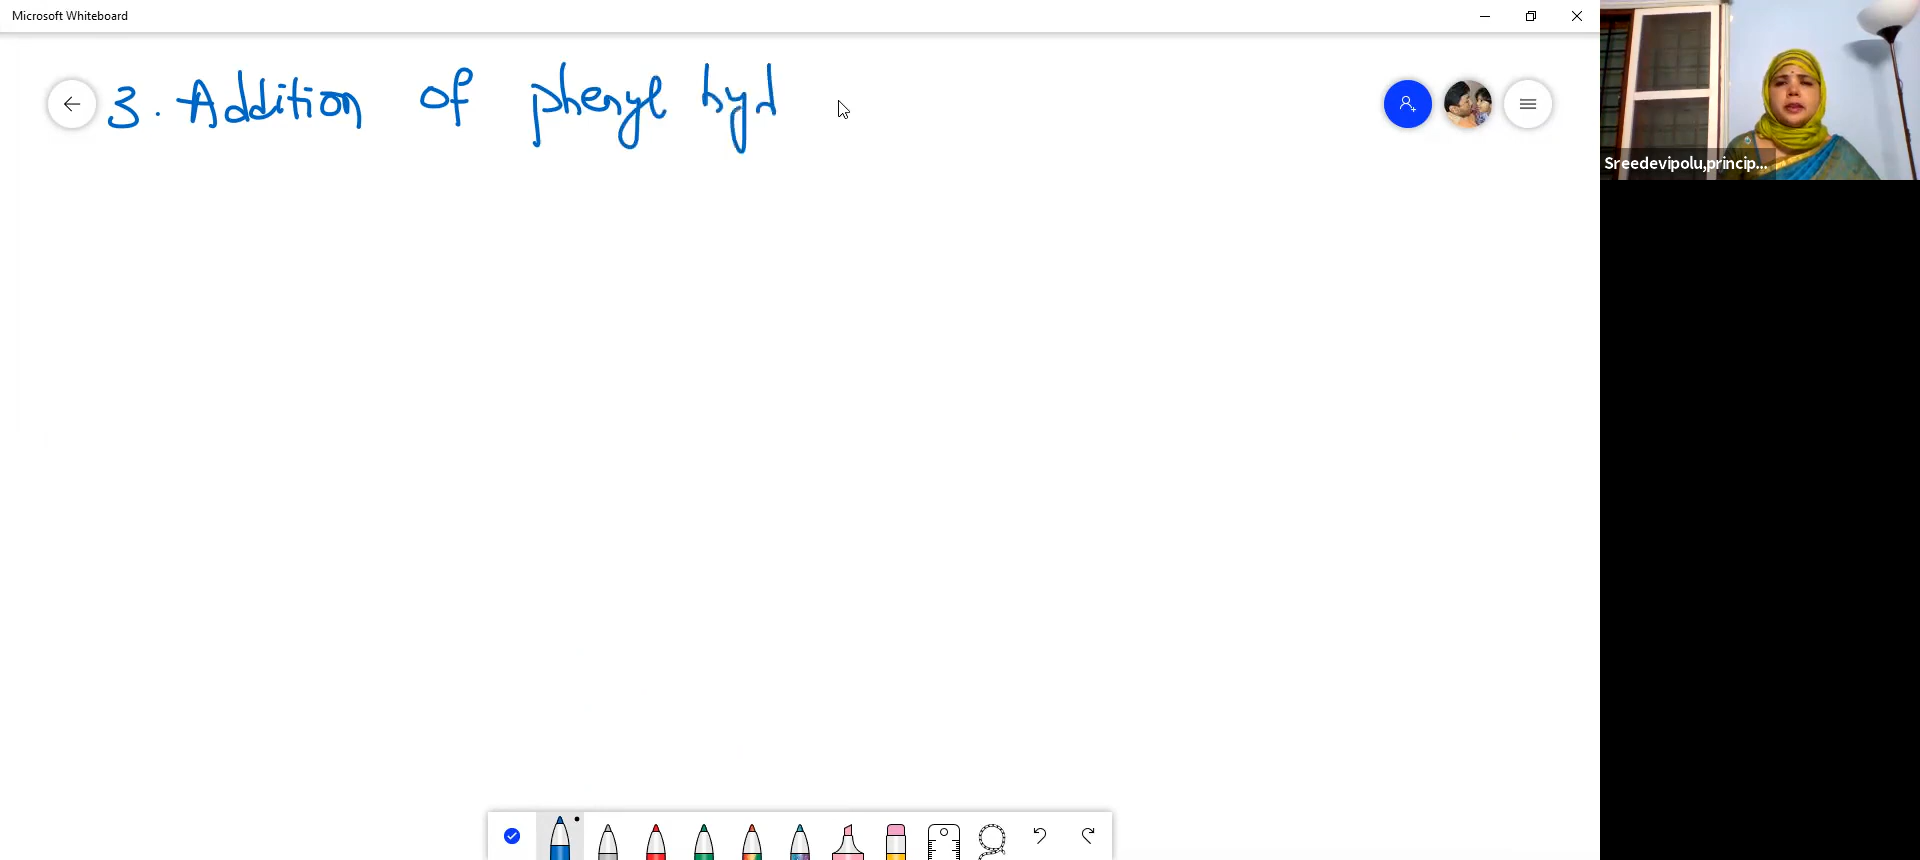 Microsoft Whiteboard
3. Addition of phenyl hyd
Sreedevipolu,princip...